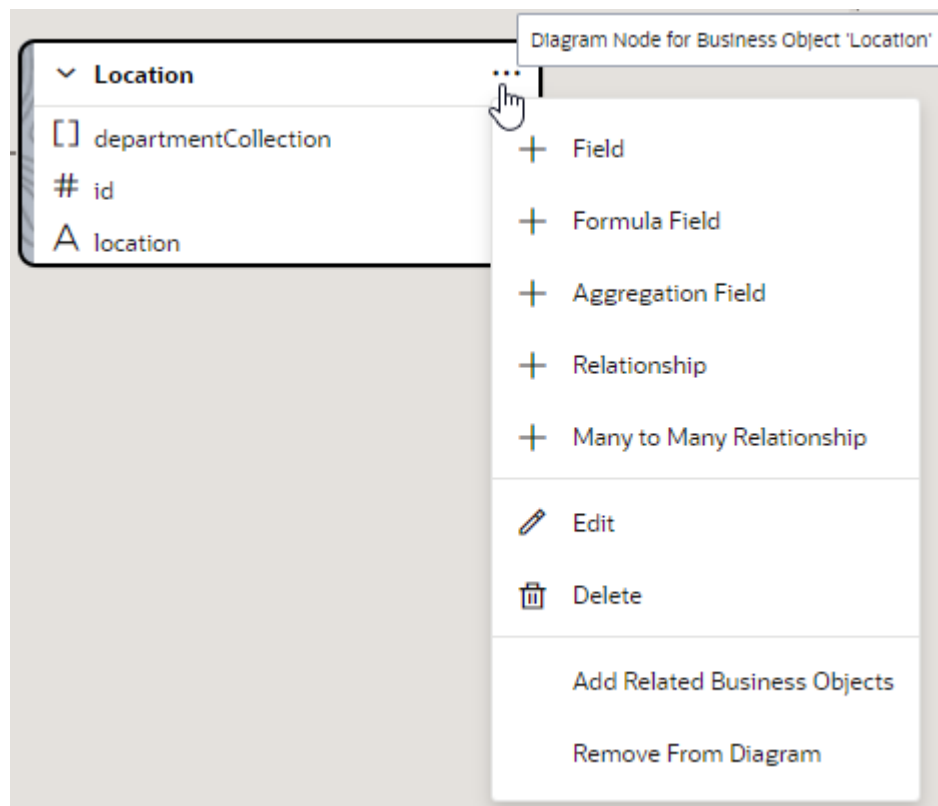 Diagram Node for Business Object 'Location'
Location
departmentCollection
# id
A location
Field
Formula Field
Aggregation Field
Relationship
Many to Many Relationship
Edit
Delete
Add Related Business Objects
Remove From Diagram